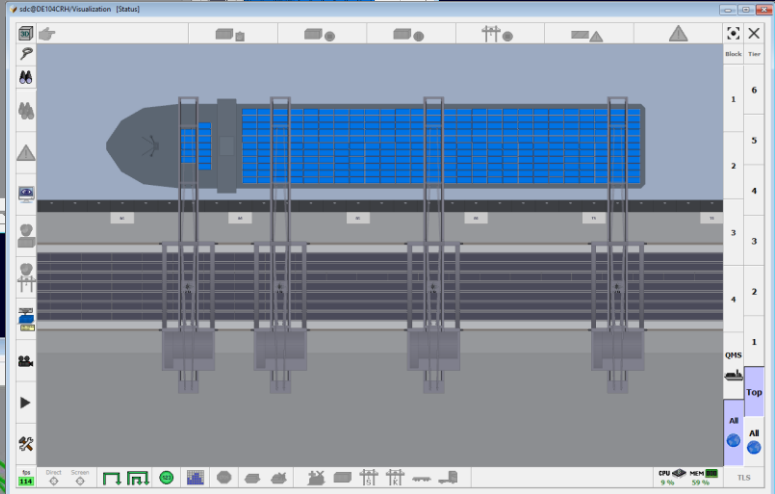 sdc@DE104CRH/Visualization [Status]
3D
Block
Tier
1
6
2
5
4
3
3
4
2
1
QMS
Top
All
All
fps
114
Direct
Screen
CPU
9 %
MEM
59 %
TLS